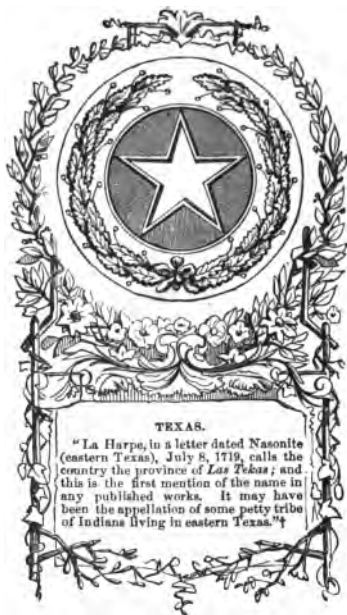 TEXAS.
"La Harpe, in a letter dated Nasonite
(eastern Texas), July 8, 1719, calls the
country the province of Las Tekas; and
this is the first mention of the name in
any published works. It may have
been the appellation of some petty tribe
of Indians living in eastern Texas."†